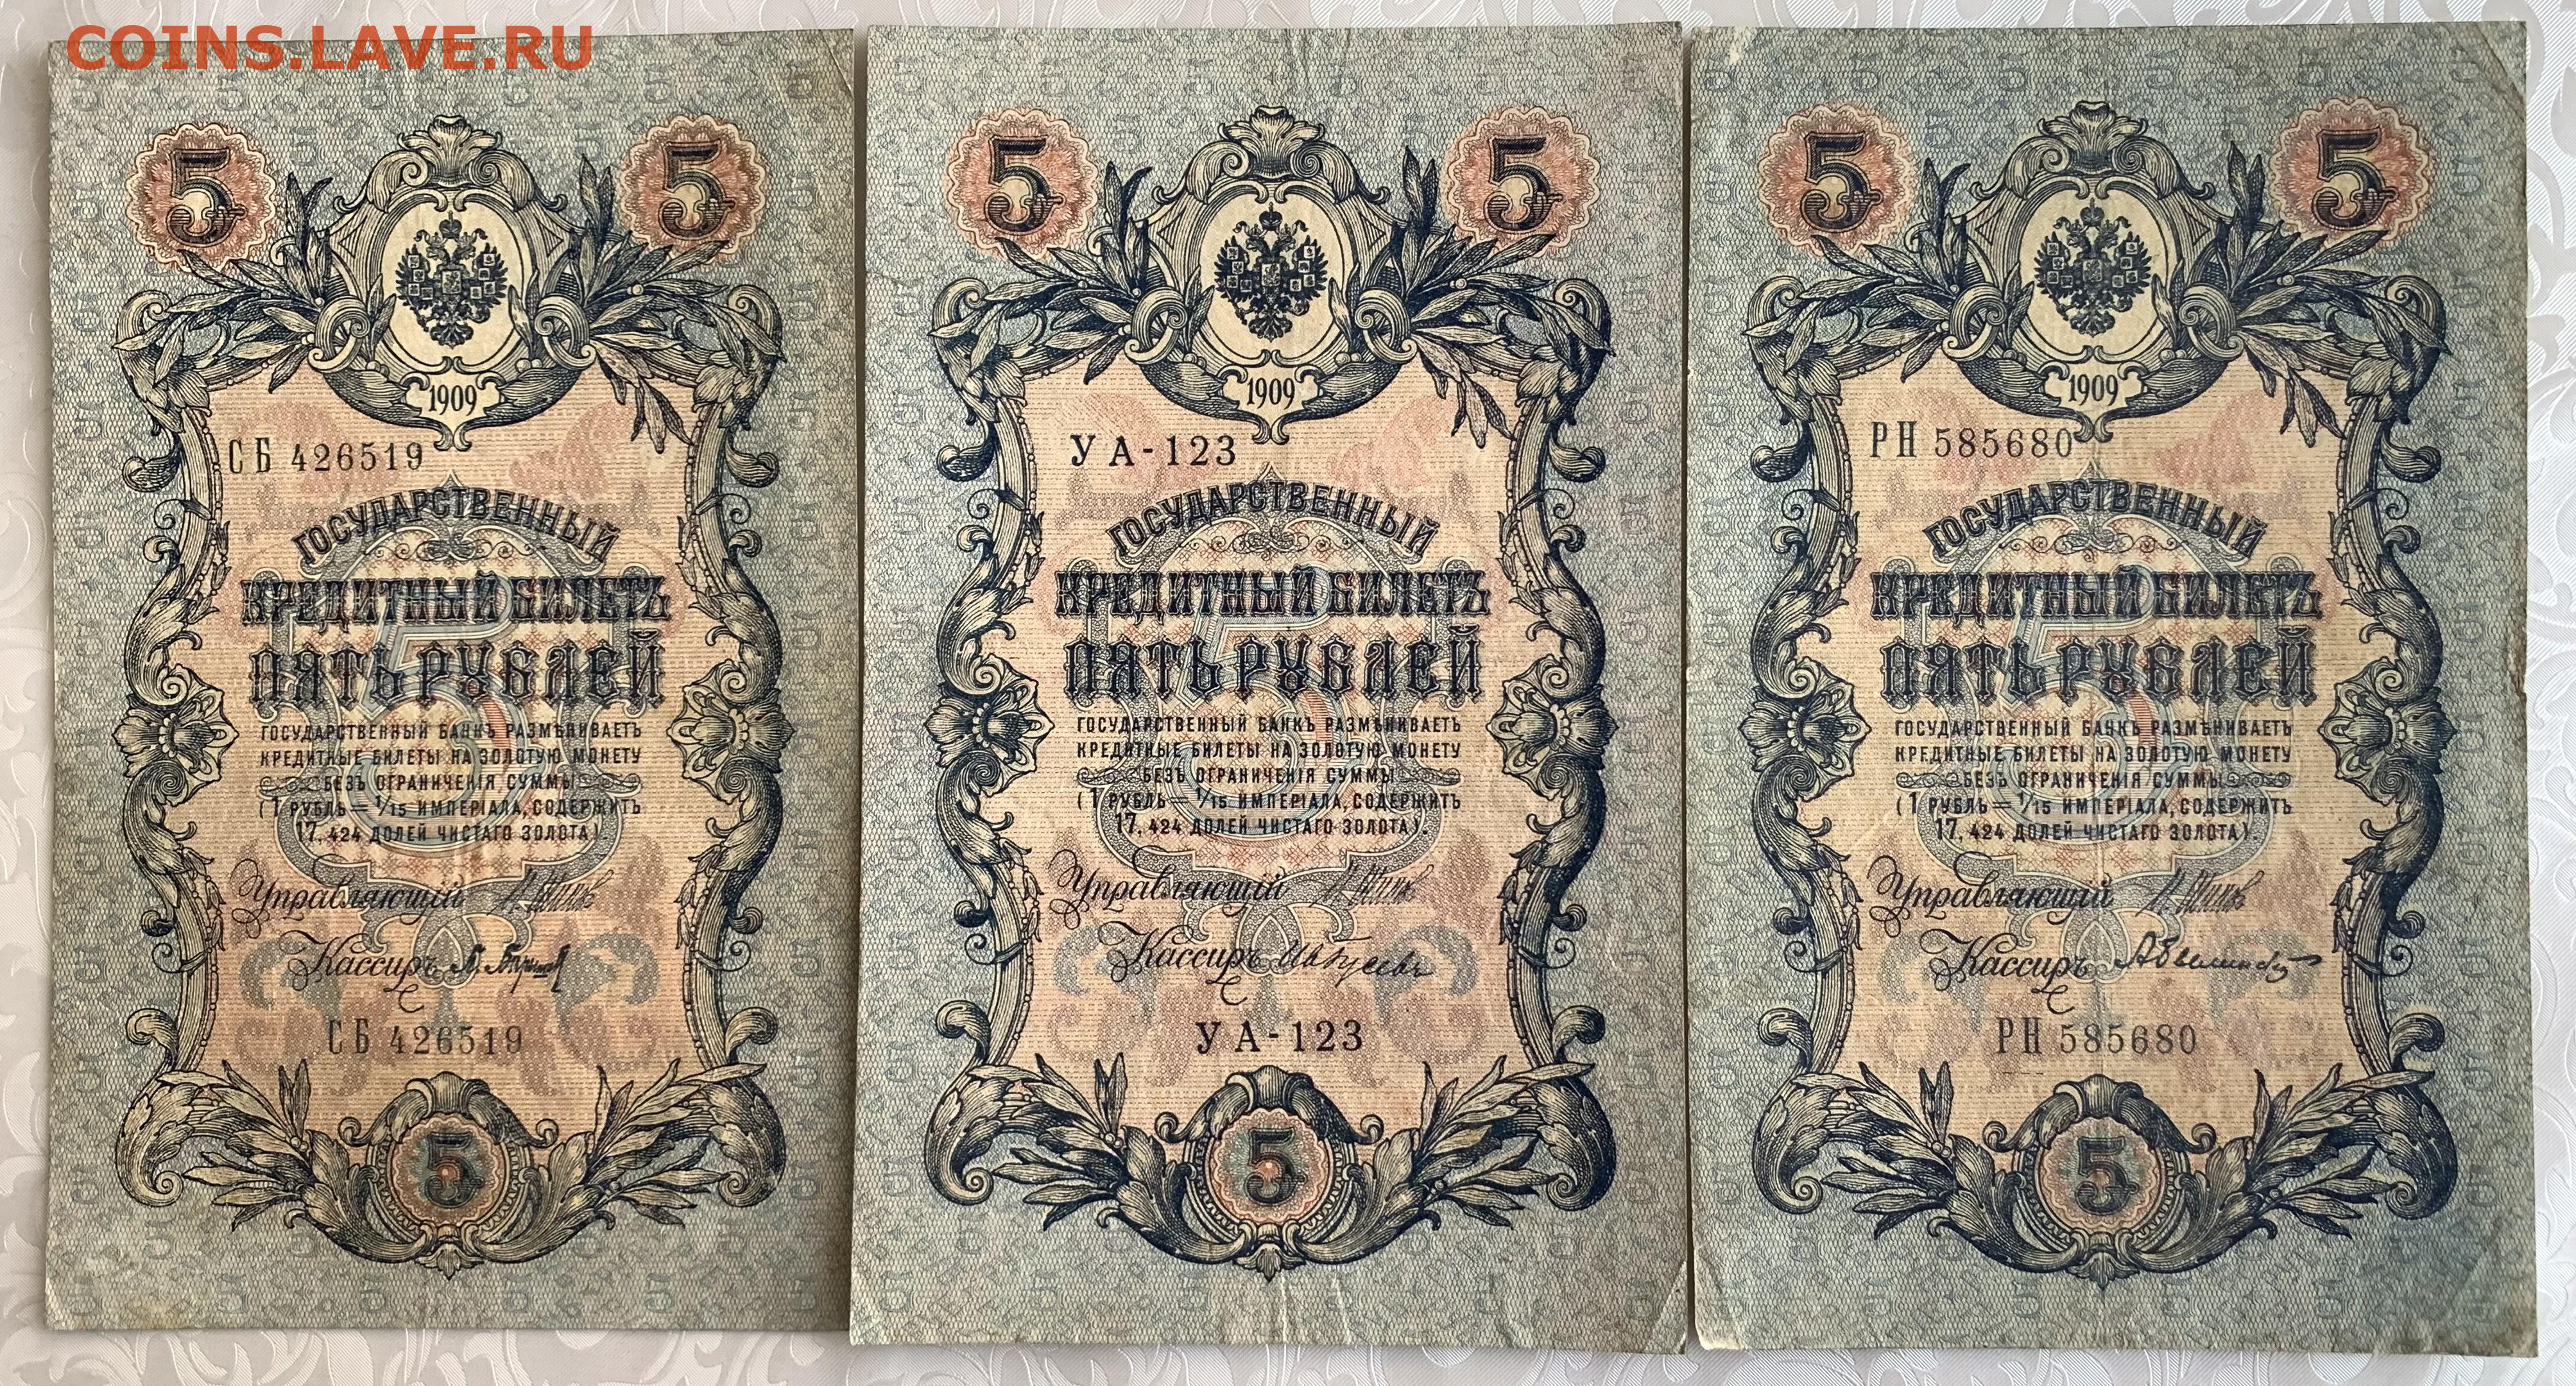 COINS.LAVE.RU
5 5
1909
СБ 426519
ГОСУДАРСТВЕННЫЙ
КРЕДИТНЫЙ БИЛЕТЪ
ПЯТЬ РУБЛЕЙ
ГОСУДАРСТВЕННЫЙ БАНКЪ РАЗМѢНИВАЕТЪ
КРЕДИТНЫЕ БИЛЕТЫ НА ЗОЛОТУЮ МОНЕТУ
БЕЗЪ ОГРАНИЧЕНІЯ СУММЫ
(1 РУБЛЬ = 1/15 ИМПЕРІАЛА, СОДЕРЖИТЪ
17,424 ДОЛЕЙ ЧИСТАГО ЗОЛОТА).
Управляющій
Кассиръ
СБ 426519
5
5 5
1909
УА-123
ГОСУДАРСТВЕННЫЙ
КРЕДИТНЫЙ БИЛЕТЪ
ПЯТЬ РУБЛЕЙ
ГОСУДАРСТВЕННЫЙ БАНКЪ РАЗМѢНИВАЕТЪ
КРЕДИТНЫЕ БИЛЕТЫ НА ЗОЛОТУЮ МОНЕТУ
БЕЗЪ ОГРАНИЧЕНІЯ СУММЫ
(1 РУБЛЬ = 1/15 ИМПЕРІАЛА, СОДЕРЖИТЪ
17,424 ДОЛЕЙ ЧИСТАГО ЗОЛОТА).
Управляющій
Кассиръ
УА-123
5
5 5
1909
РН 585680
ГОСУДАРСТВЕННЫЙ
КРЕДИТНЫЙ БИЛЕТЪ
ПЯТЬ РУБЛЕЙ
ГОСУДАРСТВЕННЫЙ БАНКЪ РАЗМѢНИВАЕТЪ
КРЕДИТНЫЕ БИЛЕТЫ НА ЗОЛОТУЮ МОНЕТУ
БЕЗЪ ОГРАНИЧЕНІЯ СУММЫ
(1 РУБЛЬ = 1/15 ИМПЕРІАЛА, СОДЕРЖИТЪ
17,424 ДОЛЕЙ ЧИСТАГО ЗОЛОТА).
Управляющій
Кассиръ
РН 585680
5